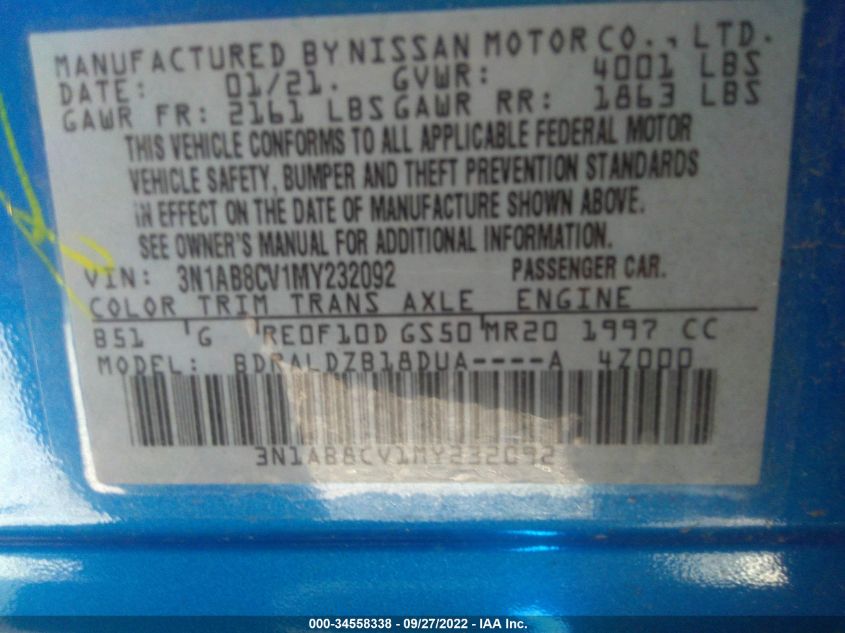 MANUFACTURED BY NISSAN MOTOR CO., LTD.
DATE: 01/21. GVWR: 4001 LBS
GAWR FR: 2161 LBS GAWR RR: 1863 LBS
THIS VEHICLE CONFORMS TO ALL APPLICABLE FEDERAL MOTOR
VEHICLE SAFETY, BUMPER AND THEFT PREVENTION STANDARDS
IN EFFECT ON THE DATE OF MANUFACTURE SHOWN ABOVE.
SEE OWNER'S MANUAL FOR ADDITIONAL INFORMATION.
VIN: 3N1AB8CV1MY232092 PASSENGER CAR.
COLOR TRIM TRANS AXLE ENGINE
B51 G RE0F10D GS50 MR20 1997 CC
MODEL: BDRALDZB18DUA----A 4Z000
3N1AB8CV1MY232092
000-34558338 - 09/27/2022 - IAA Inc.